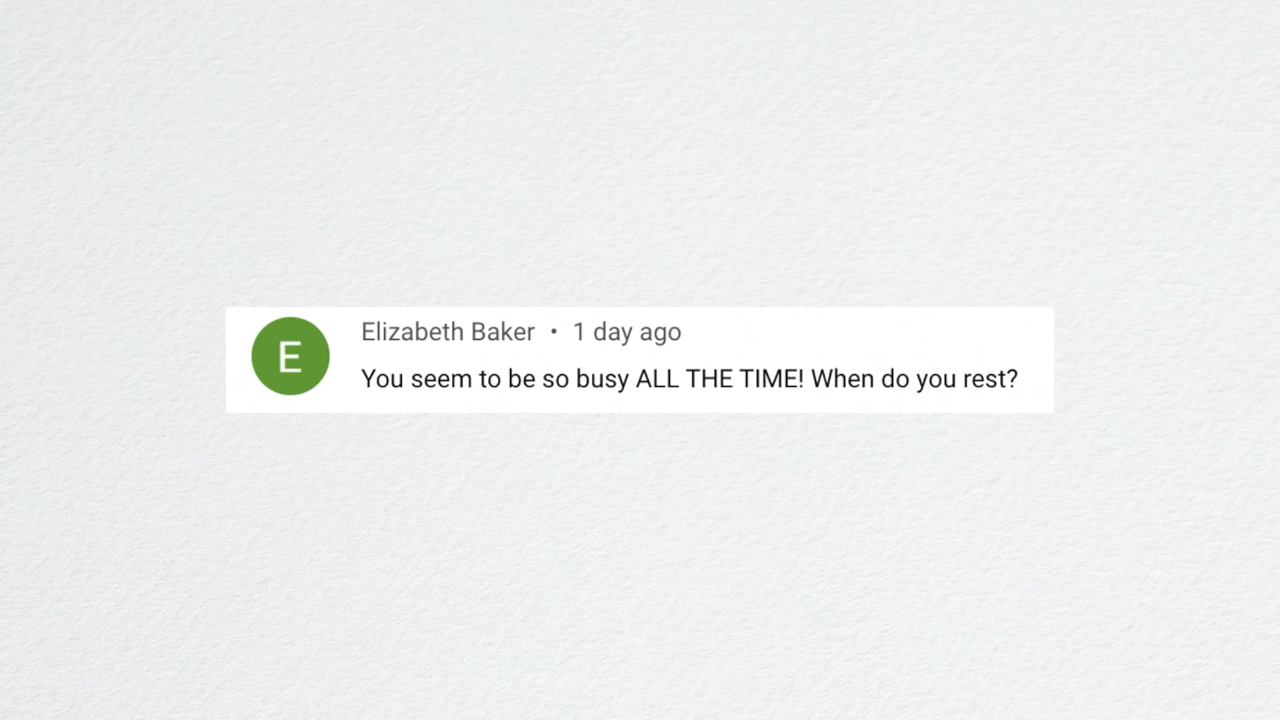 E
Elizabeth Baker • 1 day ago
You seem to be so busy ALL THE TIME! When do you rest?